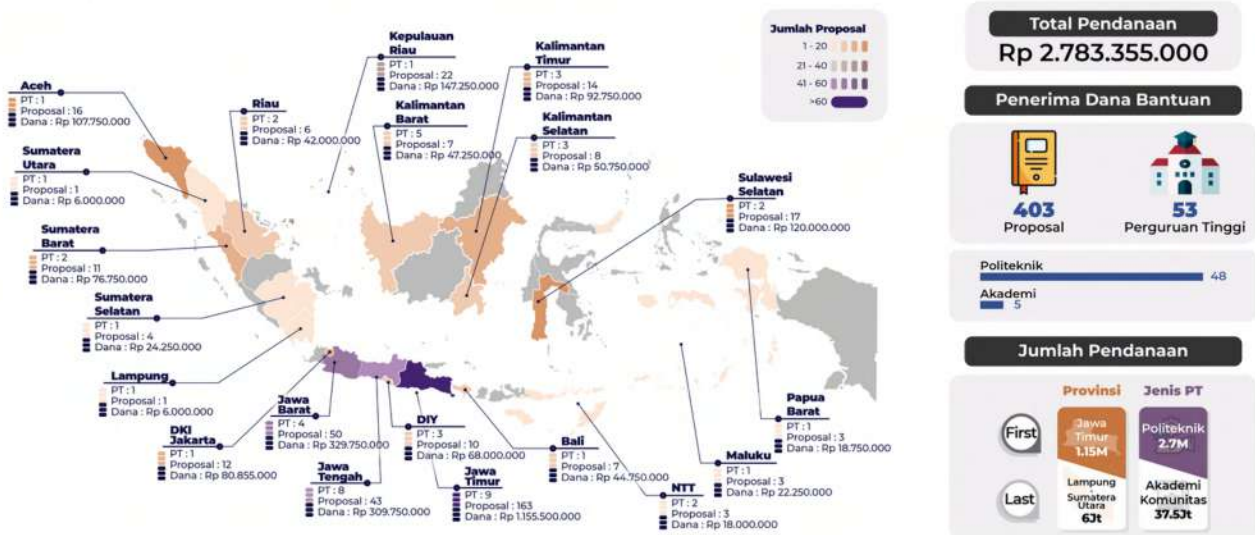 Aceh
PT : 1
Proposal : 16
Dana : Rp 107.750.000
Sumatera
Utara
PT : 1
Proposal : 1
Dana : Rp 6.000.000
Sumatera
Barat
PT : 2
Proposal : 11
Dana : Rp 76.750.000
Sumatera
Selatan
PT : 1
Proposal : 4
Dana : Rp 24.250.000
Lampung
PT : 1
Proposal : 1
Dana : Rp 6.000.000
DKI
Jakarta
PT : 1
Proposal : 12
Dana : Rp 80.855.000
Riau
PT : 2
Proposal : 6
Dana : Rp 42.000.000
Kepulauan
Riau
PT : 1
Proposal : 22
Dana : Rp 147.250.000
Kalimantan
Barat
PT : 5
Proposal : 7
Dana : Rp 47.250.000
Kalimantan
Timur
PT : 3
Proposal : 14
Dana : Rp 92.750.000
Kalimantan
Selatan
PT : 3
Proposal : 8
Dana : Rp 50.750.000
Sulawesi
Selatan
PT : 2
Proposal : 17
Dana : Rp 120.000.000
Jawa
Barat
PT : 4
Proposal : 50
Dana : Rp 329.750.000
Jawa
Tengah
PT : 8
Proposal : 43
Dana : Rp 309.750.000
DIY
PT : 3
Proposal : 10
Dana : Rp 68.000.000
Jawa
Timur
PT : 9
Proposal : 163
Dana : Rp 1.155.500.000
Bali
PT : 1
Proposal : 7
Dana : Rp 44.750.000
NTT
PT : 2
Proposal : 3
Dana : Rp 18.000.000
Maluku
PT : 1
Proposal : 3
Dana : Rp 22.250.000
Papua
Barat
PT : 1
Proposal : 3
Dana : Rp 18.750.000
Jumlah Proposal
1 - 20
21 - 40
41 - 60
>60
Total Pendanaan
Rp 2.783.355.000
Penerima Dana Bantuan
403
Proposal
53
Perguruan Tinggi
Politeknik
48
Akademi
5
Jumlah Pendanaan
Provinsi
Jenis PT
First
Jawa
Timur
1.15M
Politeknik
2.7M
Last
Lampung
-
Sumatera
Utara
6Jt
Akademi
Komunitas
37.5Jt